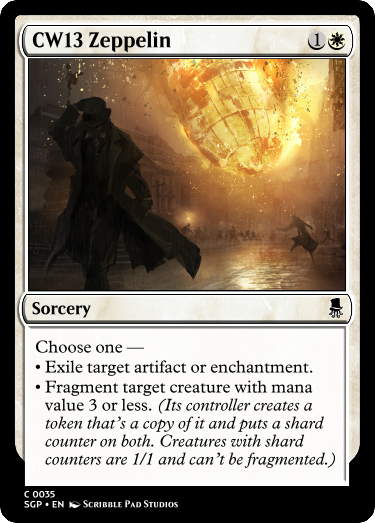 CW13 Zeppelin 1
Sorcery
Choose one —
• Exile target artifact or enchantment.
• Fragment target creature with mana
value 3 or less. (Its controller creates a
token that's a copy of it and puts a shard
counter on both. Creatures with shard
counters are 1/1 and can't be fragmented.)
C 0035
SGP • EN Scribble Pad Studios